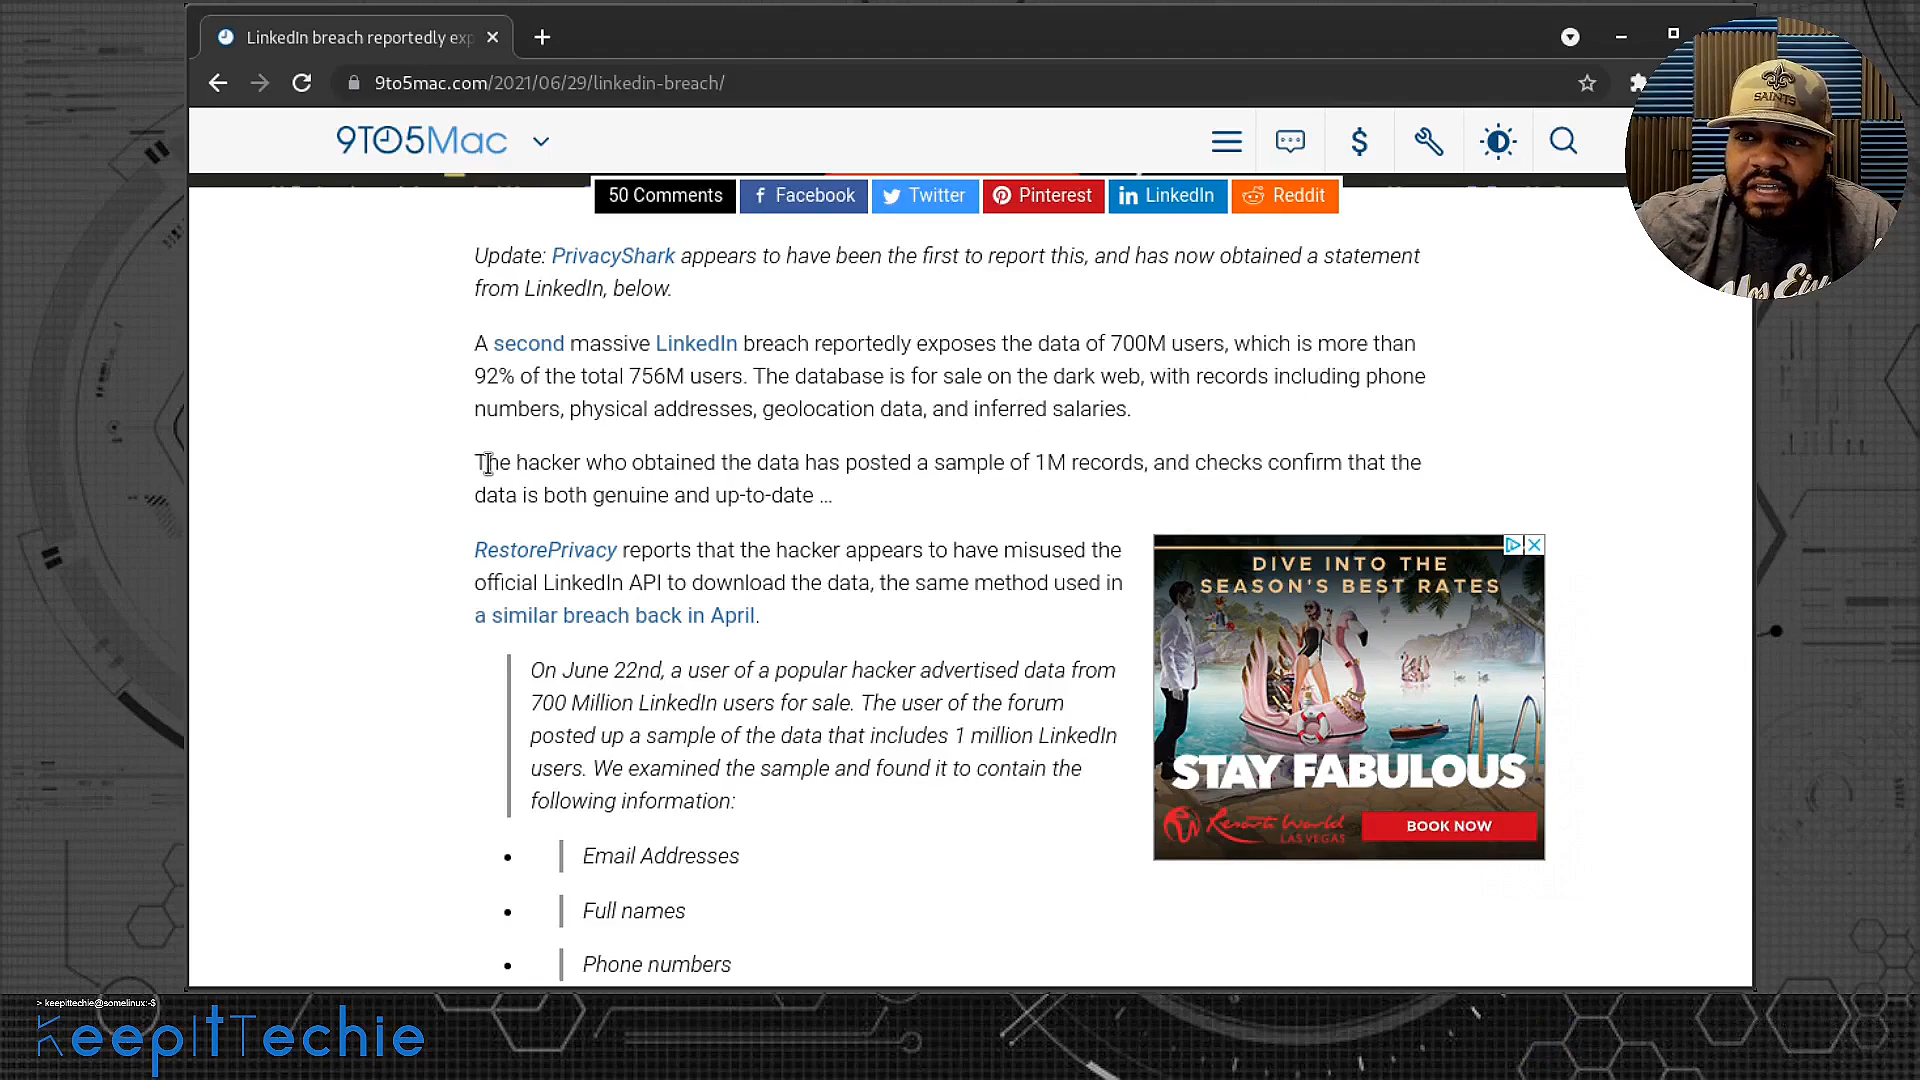 LinkedIn breach reportedly exp
9to5mac.com/2021/06/29/linkedin-breach/
9TO5Mac
SAINTS
50 Comments
Facebook
Twitter
Pinterest
LinkedIn
Reddit
Update: PrivacyShark appears to have been the first to report this, and has now obtained a statement
from LinkedIn, below.
A second massive LinkedIn breach reportedly exposes the data of 700M users, which is more than
92% of the total 756M users. The database is for sale on the dark web, with records including phone
numbers, physical addresses, geolocation data, and inferred salaries.
The hacker who obtained the data has posted a sample of 1M records, and checks confirm that the
data is both genuine and up-to-date ...
RestorePrivacy reports that the hacker appears to have misused the
official LinkedIn API to download the data, the same method used in
a similar breach back in April.
On June 22nd, a user of a popular hacker advertised data from
700 Million LinkedIn users for sale. The user of the forum
posted up a sample of the data that includes 1 million LinkedIn
users. We examined the sample and found it to contain the
following information:
• Email Addresses
• Full names
• Phone numbers
DIVE INTO THE
SEASON'S BEST RATES
STAY FABULOUS
Resorts World
LAS VEGAS
BOOK NOW
> keepittechie@somelinux:~$
KeepItTechie